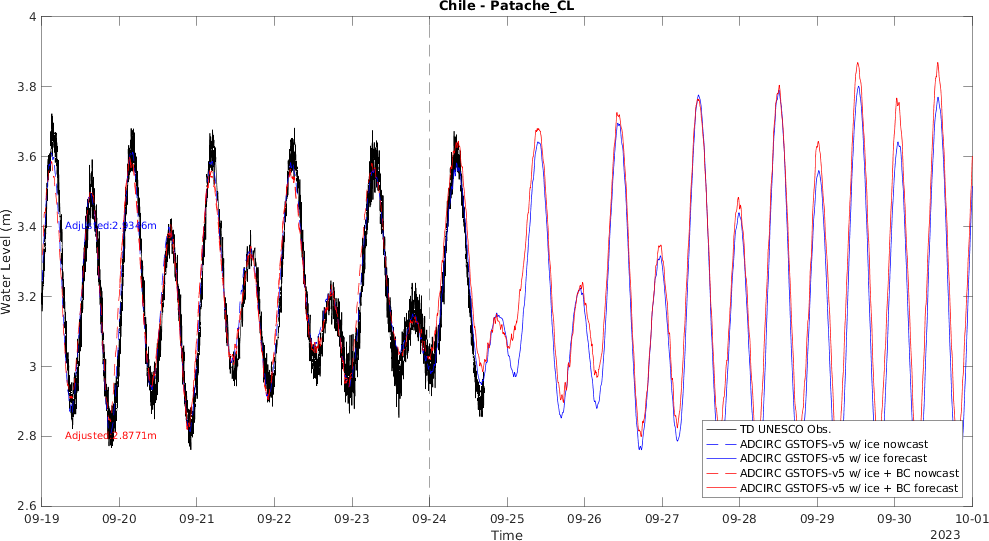 Chile - Patache_CL
Water Level (m)
4
3.8
3.6
3.4
3.2
3
2.8
2.6
Adjusted:2.9346m
Adjusted:2.8771m
TD UNESCO Obs.
ADCIRC GSTOFS-v5 w/ ice nowcast
ADCIRC GSTOFS-v5 w/ ice forecast
ADCIRC GSTOFS-v5 w/ ice + BC nowcast
ADCIRC GSTOFS-v5 w/ ice + BC forecast
09-19 09-20 09-21 09-22 09-23 09-24 09-25 09-26 09-27 09-28 09-29 09-30 10-01
Time
2023